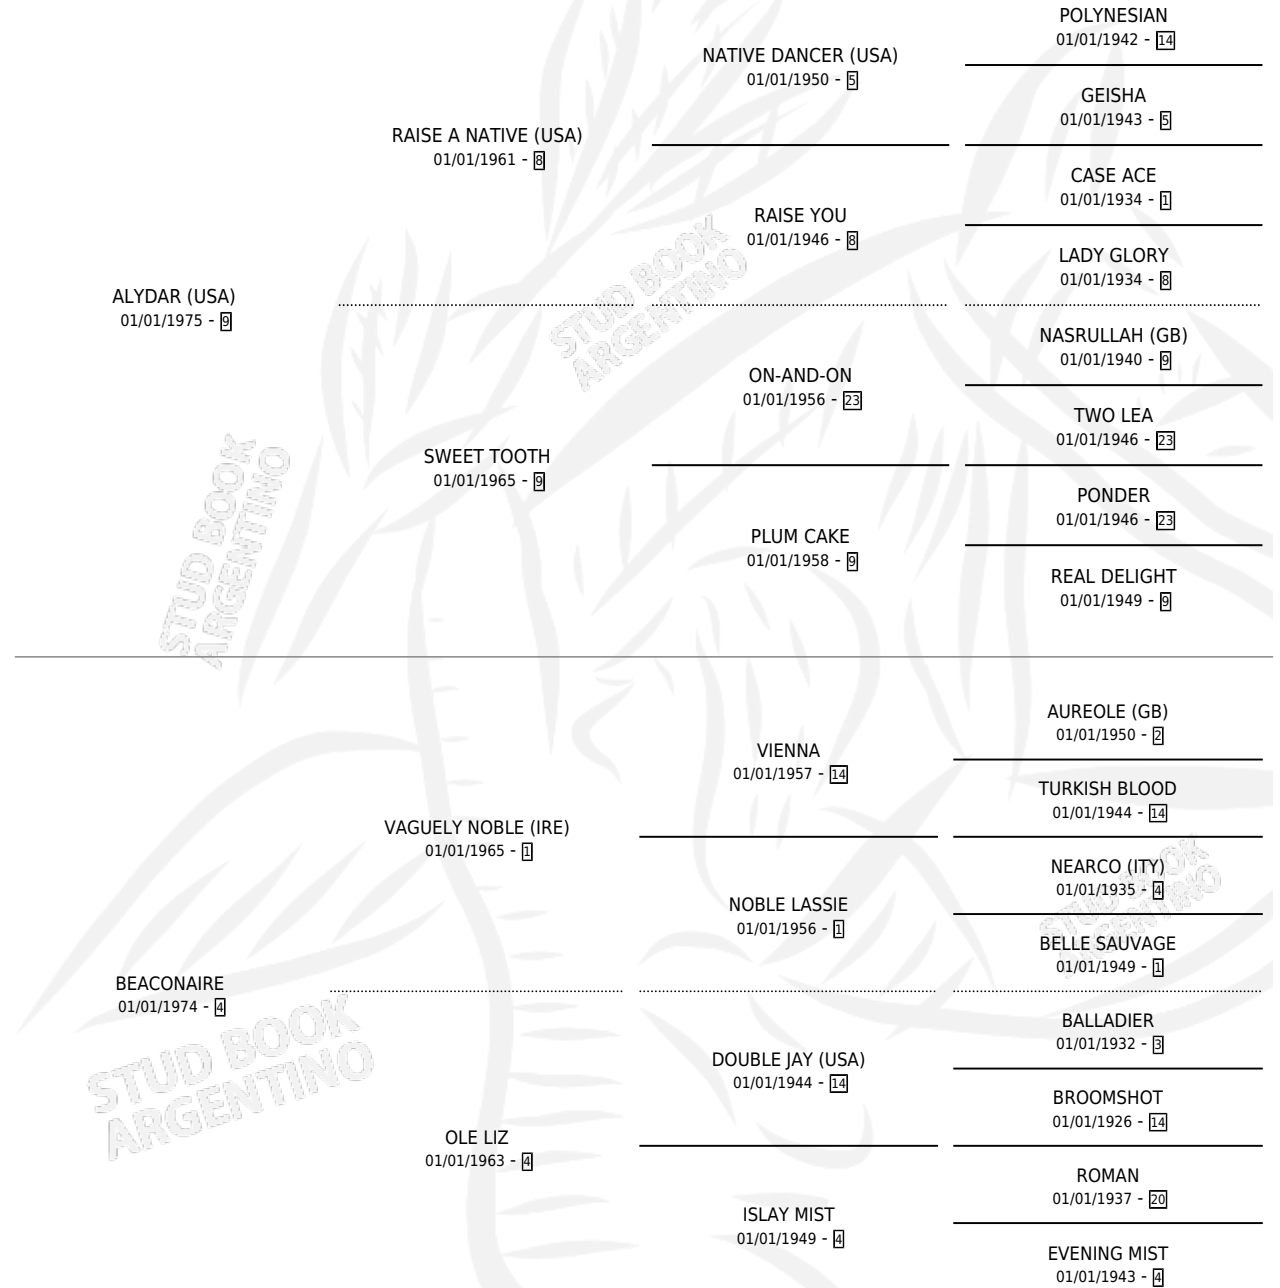 POLYNESIAN
01/01/1942 - 14
NATIVE DANCER (USA)
01/01/1950 - 5
GEISHA
01/01/1943 - 5
RAISE A NATIVE (USA)
01/01/1961 - 8
CASE ACE
01/01/1934 - 1
RAISE YOU
01/01/1946 - 8
LADY GLORY
01/01/1934 - 8
STUD BOOK
ARGENTINO
ALYDAR (USA)
01/01/1975 - 9
NASRULLAH (GB)
01/01/1940 - 9
ON-AND-ON
01/01/1956 - 23
TWO LEA
01/01/1946 - 23
SWEET TOOTH
01/01/1965 - 9
PONDER
01/01/1946 - 23
PLUM CAKE
01/01/1958 - 9
REAL DELIGHT
01/01/1949 - 9
STUD BOOK
ARGENTINO
AUREOLE (GB)
01/01/1950 - 2
VIENNA
01/01/1957 - 14
TURKISH BLOOD
01/01/1944 - 14
VAGUELY NOBLE (IRE)
01/01/1965 - 1
NEARCO (ITY)
01/01/1935 - 4
NOBLE LASSIE
01/01/1956 - 1
BELLE SAUVAGE
01/01/1949 - 1
STUD BOOK
ARGENTINO
BEACONAIRE
01/01/1974 - 4
BALLADIER
01/01/1932 - 3
DOUBLE JAY (USA)
01/01/1944 - 14
BROOMSHOT
01/01/1926 - 14
STUD BOOK
ARGENTINO
OLE LIZ
01/01/1963 - 4
ROMAN
01/01/1937 - 20
ISLAY MIST
01/01/1949 - 4
EVENING MIST
01/01/1943 - 4